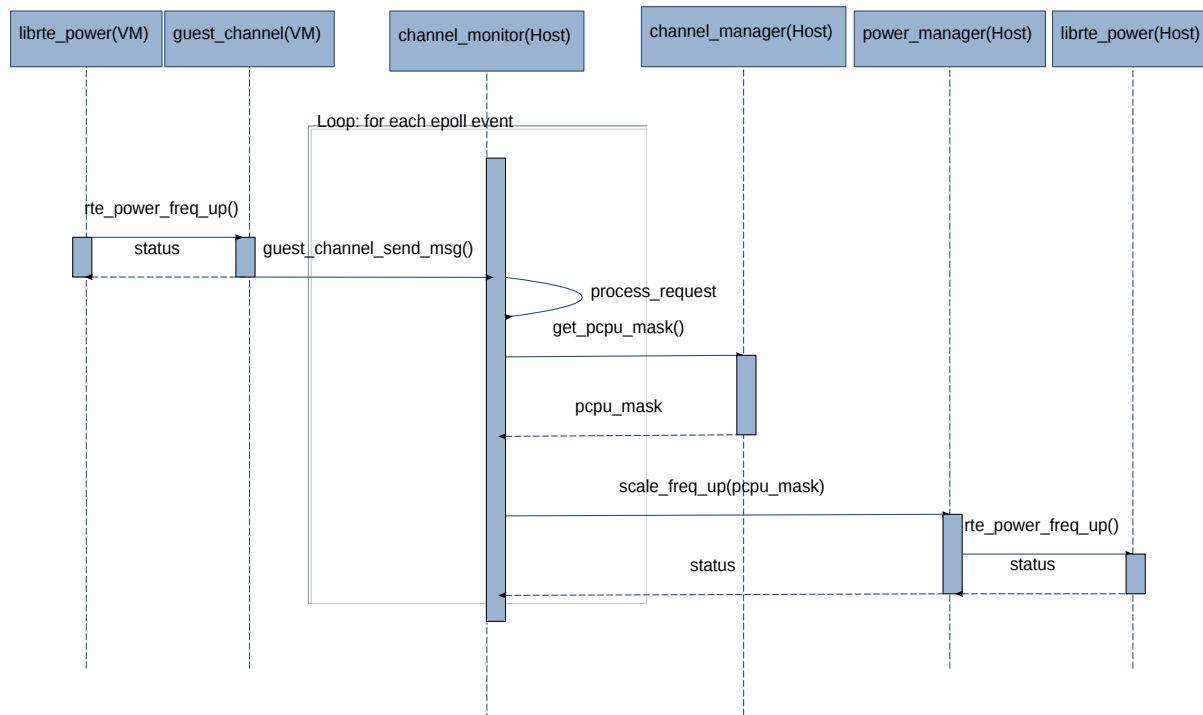 librte_power(VM)
guest_channel(VM)
channel_monitor(Host)
channel_manager(Host)
power_manager(Host)
librte_power(Host)
Loop: for each epoll event
rte_power_freq_up()
status
guest_channel_send_msg()
process_request
get_pcpu_mask()
pcpu_mask
scale_freq_up(pcpu_mask)
rte_power_freq_up()
status
status